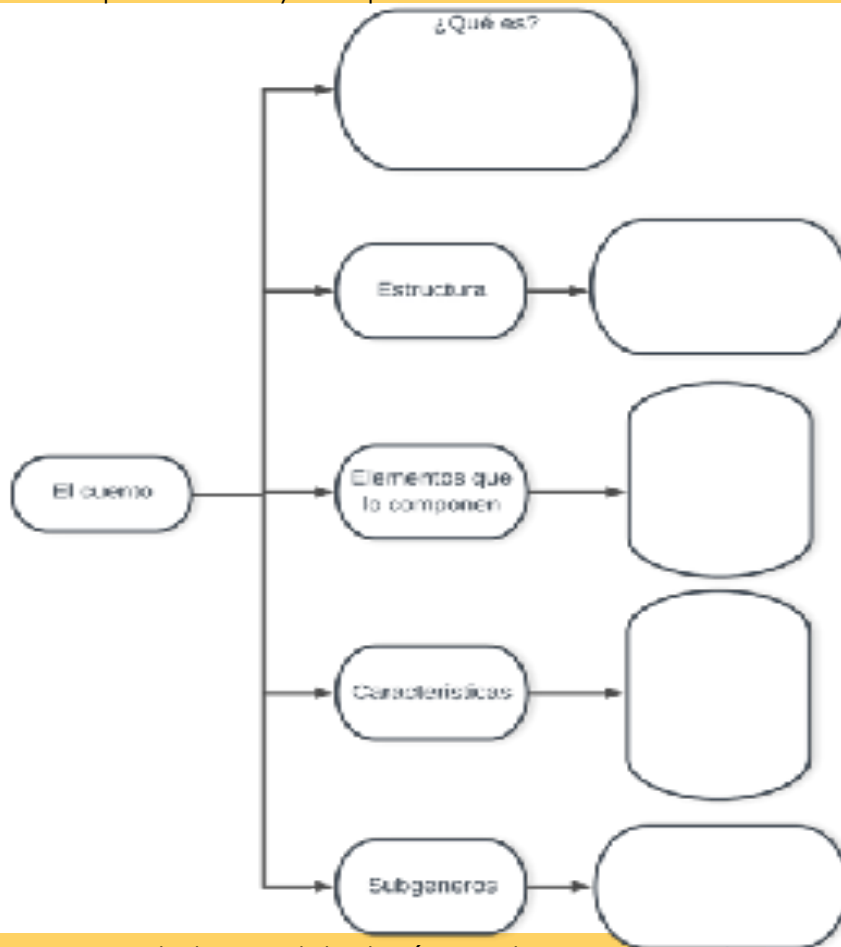 ¿Qué es?
Estructura
Elementos que
lo componen
El cuento
Características
Subgeneros